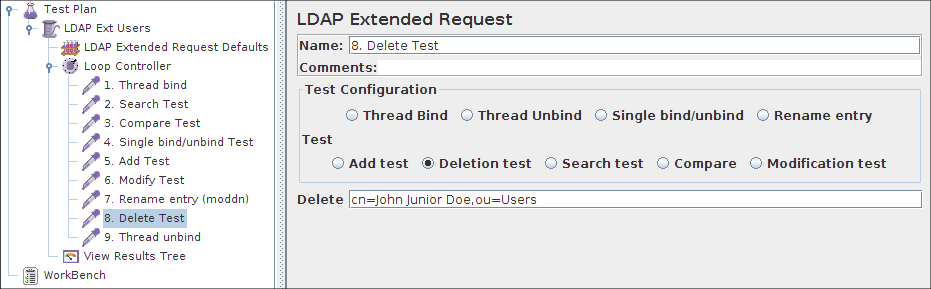 Test Plan
LDAP Ext Users
LDAP Extended Request Defaults
Loop Controller
1. Thread bind
2. Search Test
3. Compare Test
4. Single bind/unbind Test
5. Add Test
6. Modify Test
7. Rename entry (moddn)
8. Delete Test
9. Thread unbind
View Results Tree
WorkBench
LDAP Extended Request
Name: 8. Delete Test
Comments:
Test Configuration
Thread Bind Thread Unbind Single bind/unbind Rename entry
Test
Add test Deletion test Search test Compare Modification test
Delete cn=John Junior Doe,ou=Users